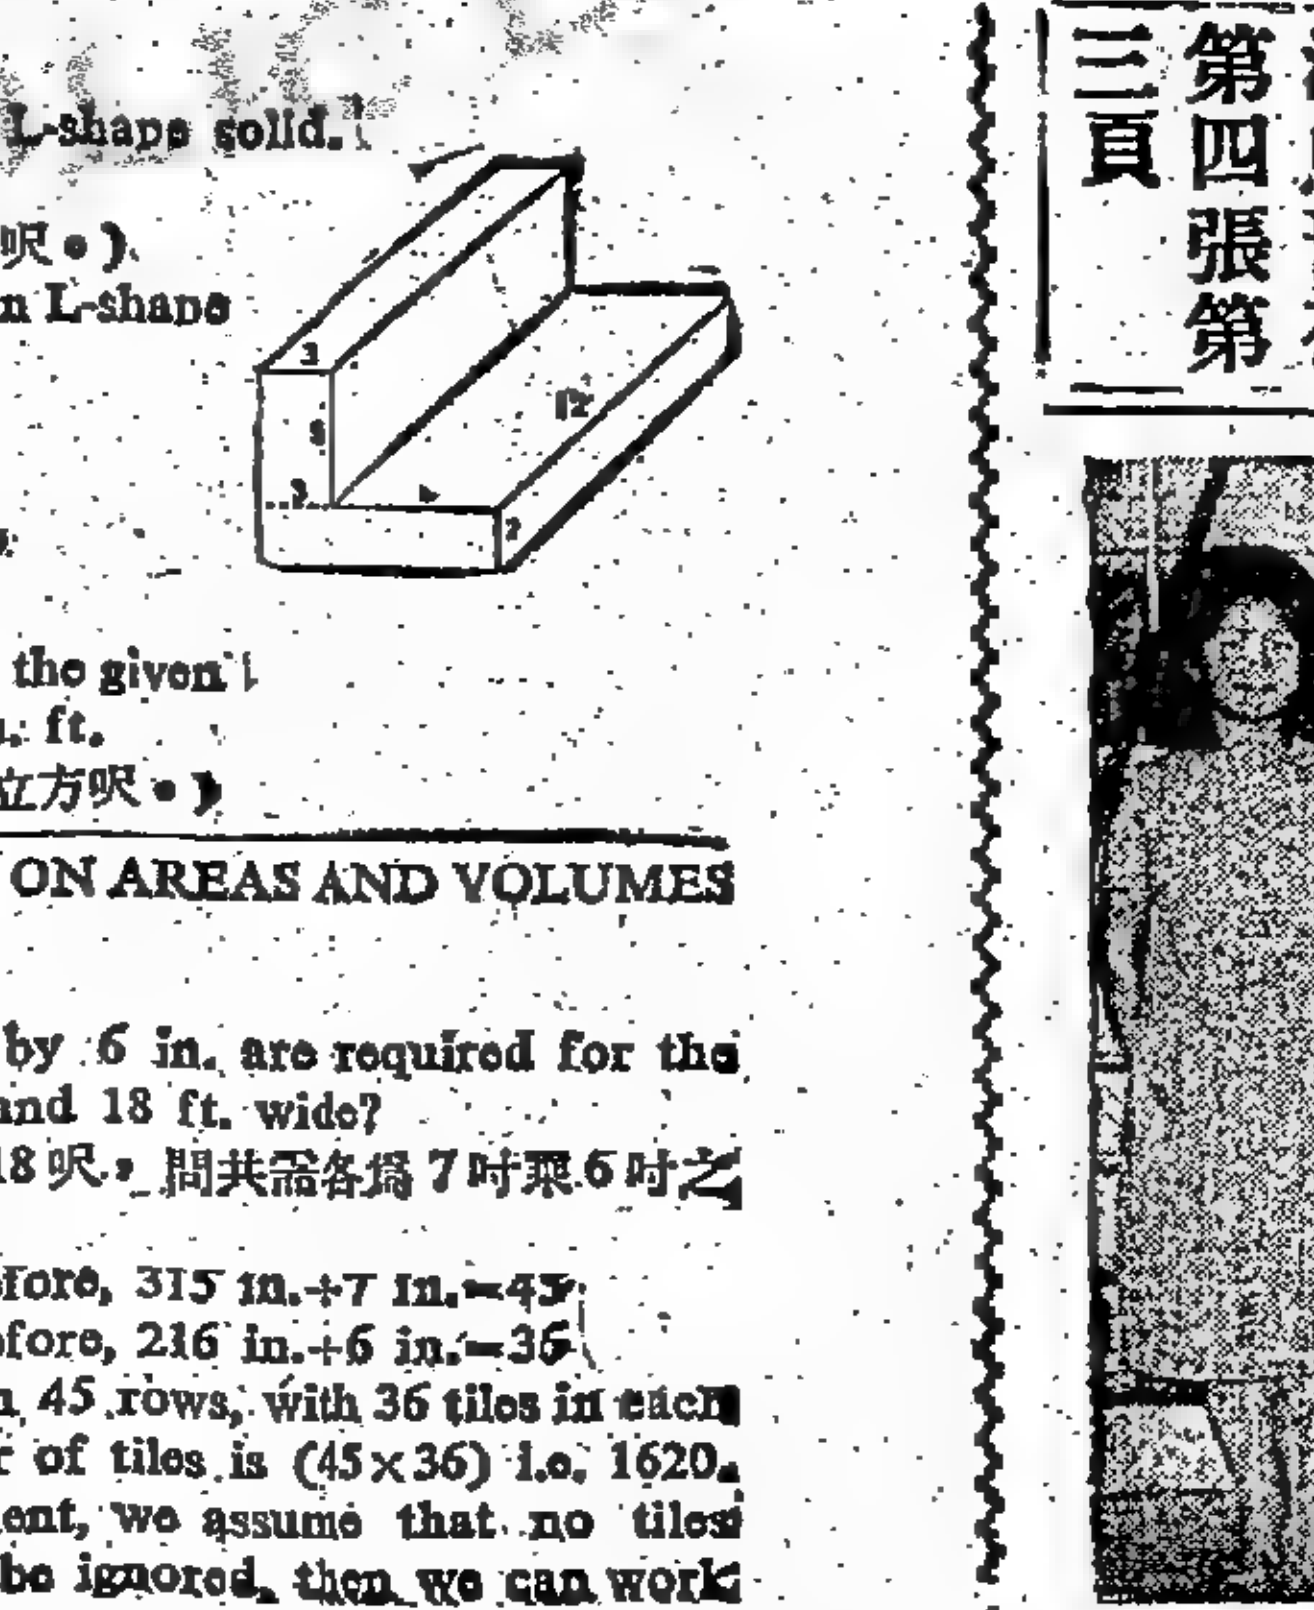 L-shape solid.
呎。)
n L-shape
3
12
3
2
the given
ft.
立方呎。)
ON AREAS AND VOLUMES
by 6 in. are required for the
and 18 ft. wide?
18呎,問共需各爲7吋乘6吋之
fore, 315 in.÷7 in.=45
fore, 216 in.÷6 in.=36
45 rows, with 36 tiles in each
r of tiles is (45×36) i.e. 1620.
ent, we assume that no tiles
be ignored, then we can work
第四張第
三頁